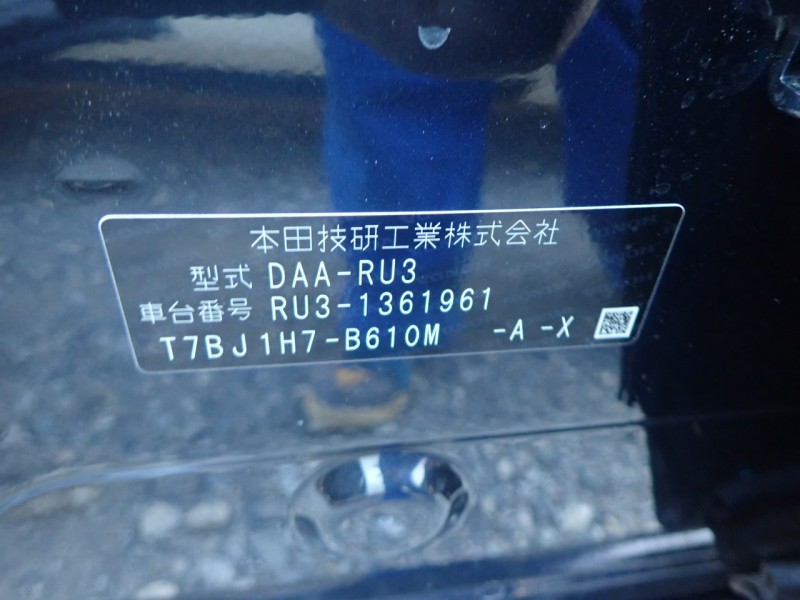 本田技研工業株式会社
型式 DAA-RU3
車台番号 RU3-1361961
T7BJ1H7-B610M -A -X